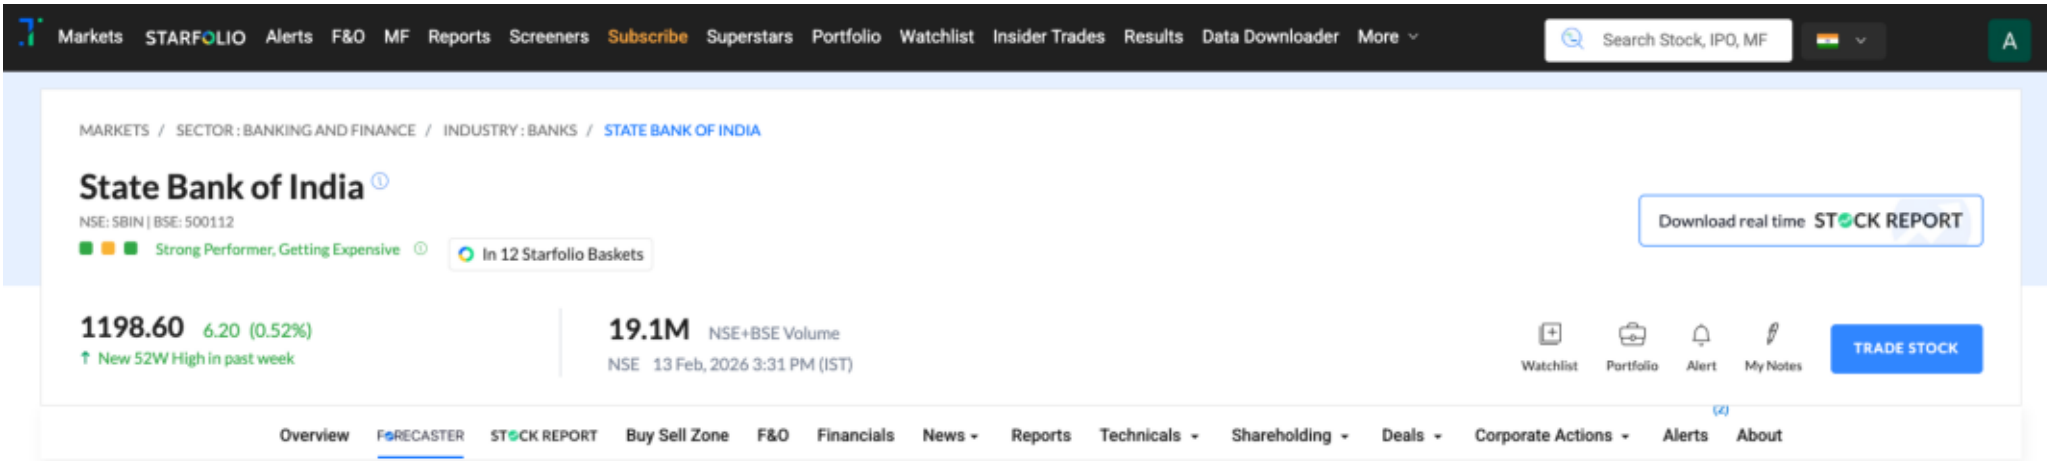 Markets STARFOLIO Alerts F&O MF Reports Screeners Subscribe Superstars Portfolio Watchlist Insider Trades Results Data Downloader More Search Stock, IPO, MF A
MARKETS / SECTOR : BANKING AND FINANCE / INDUSTRY : BANKS / STATE BANK OF INDIA
State Bank of India
NSE: SBIN | BSE: 500112
Strong Performer, Getting Expensive In 12 Starfolio Baskets
Download real time STOCK REPORT
1198.60 6.20 (0.52%)
↑ New 52W High in past week
19.1M NSE+BSE Volume
NSE 13 Feb, 2026 3:31 PM (IST)
Watchlist Portfolio Alert My Notes TRADE STOCK
(2)
Overview FORECASTER STOCK REPORT Buy Sell Zone F&O Financials News Reports Technicals Shareholding Deals Corporate Actions Alerts About